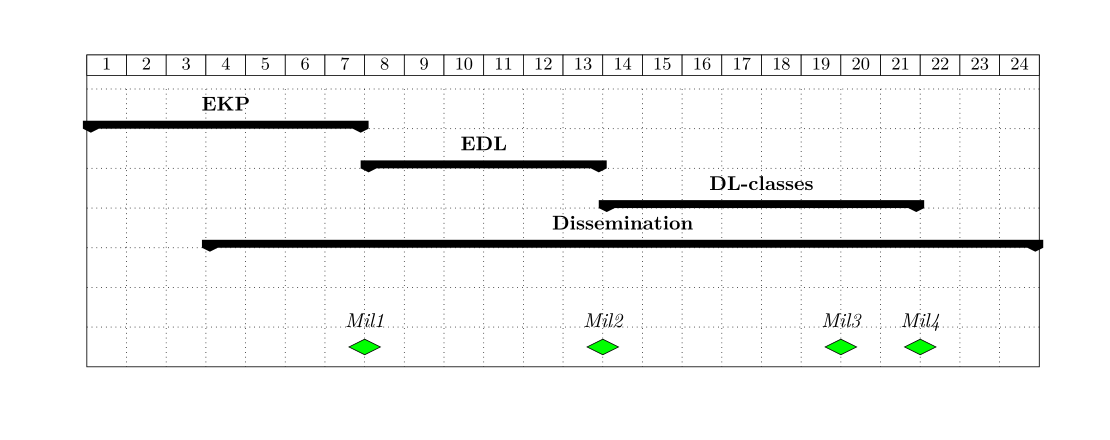 1 2 3 4 5 6 7 8 9 10 11 12 13 14 15 16 17 18 19 20 21 22 23 24
EKP
EDL
DL-classes
Dissemination
Mil1 Mil2 Mil3 Mil4